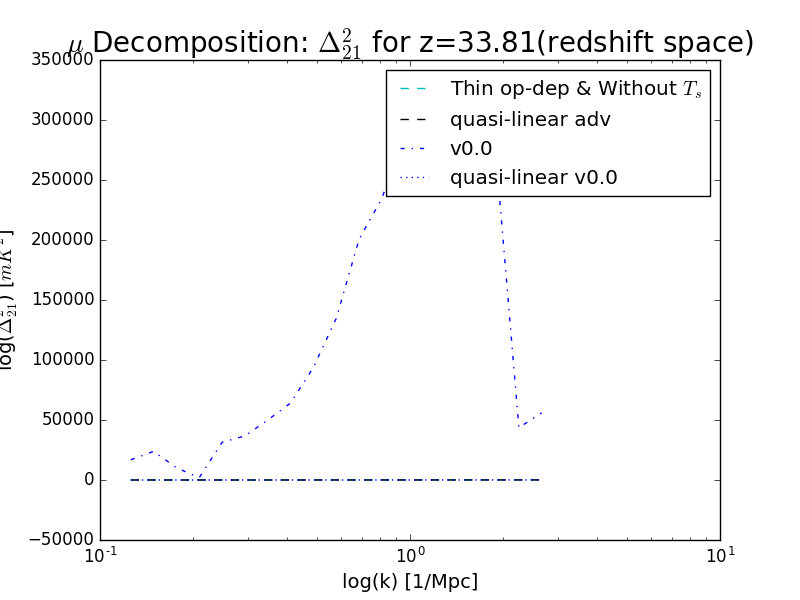 μ Decomposition: Δ²₂₁ for z=33.81(redshift space)
350000
300000
250000
200000
150000
100000
50000
0
−50000
log(Δ²₂₁) [mK²]
Thin op-dep & Without Tₛ
quasi-linear adv
v0.0
quasi-linear v0.0
10⁻¹
10⁰
10¹
log(k) [1/Mpc]